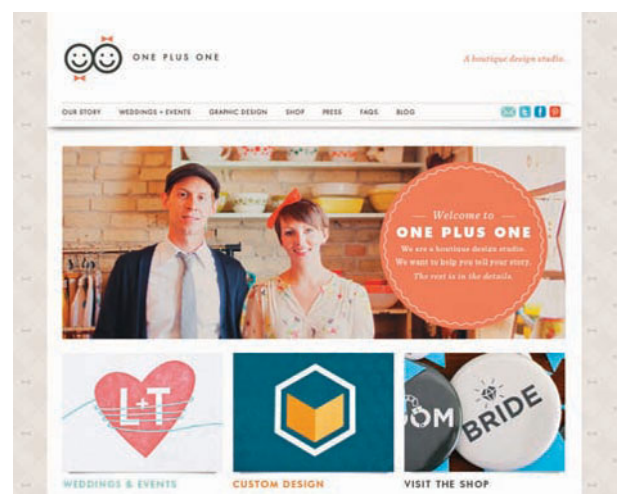 ONE PLUS ONE
A boutique design studio.
OUR STORY WEDDINGS + EVENTS GRAPHIC DESIGN SHOP PRESS FAQS BLOG
Welcome to
ONE PLUS ONE
We are a boutique design studio.
We want to help you tell your story.
The rest is in the details.
L+T
OM
BRIDE
WEDDINGS & EVENTS
CUSTOM DESIGN
VISIT THE SHOP